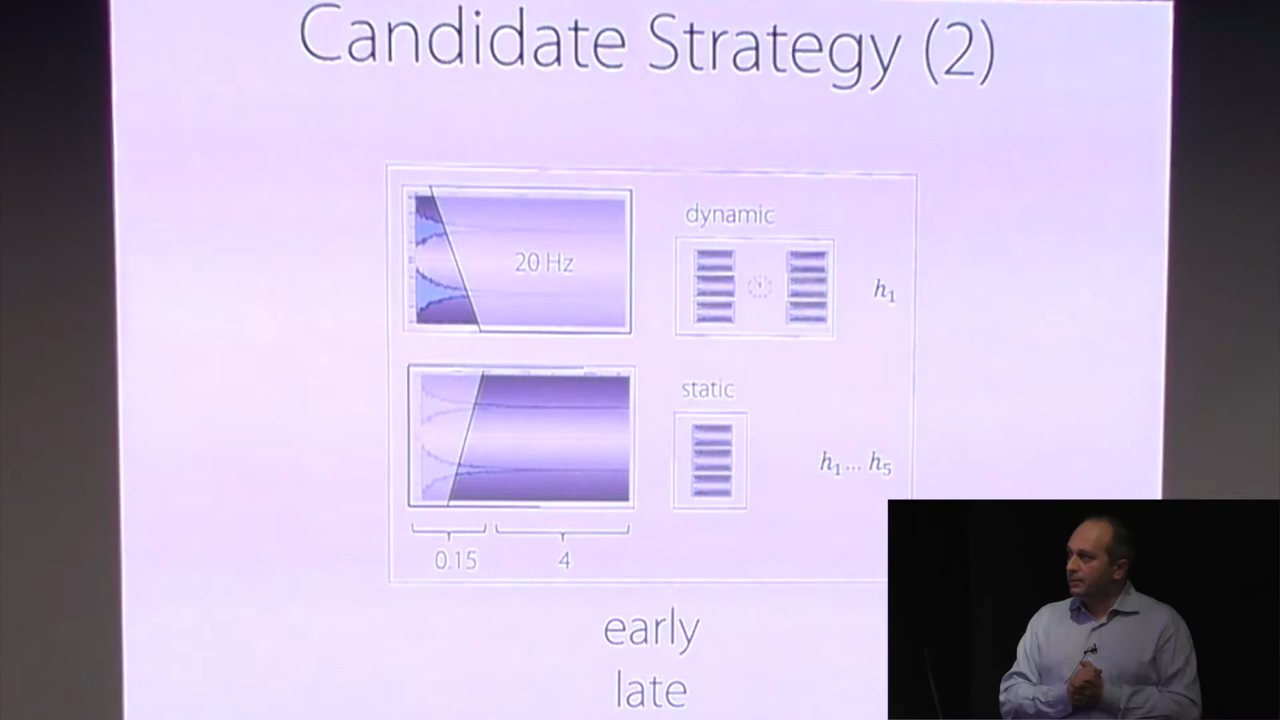 Candidate Strategy (2)
dynamic
20 Hz
h₁
static
h₁... h₅
0.15
4
early
late